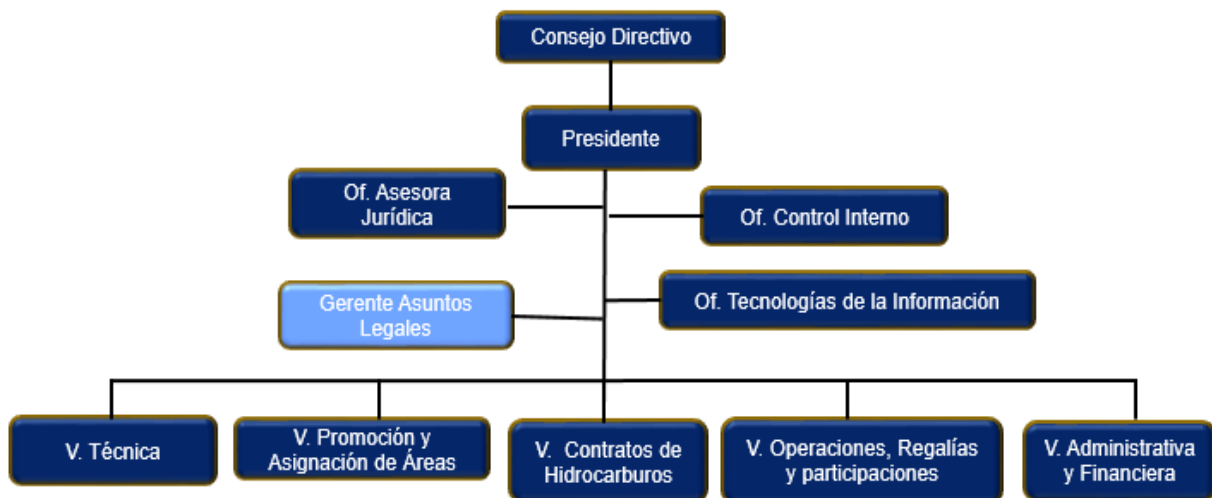 Consejo Directivo
Presidente
Of. Asesora
Jurídica
Of. Control Interno
Gerente Asuntos
Legales
Of. Tecnologías de la Información
V. Técnica
V. Promoción y
Asignación de Áreas
V. Contratos de
Hidrocarburos
V. Operaciones, Regalías
y participaciones
V. Administrativa
y Financiera